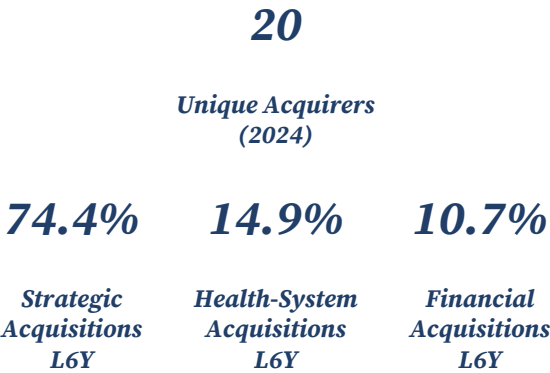 20
Unique Acquirers
(2024)
74.4%
14.9%
10.7%
Strategic
Acquisitions
L6Y
Health-System
Acquisitions
L6Y
Financial
Acquisitions
L6Y